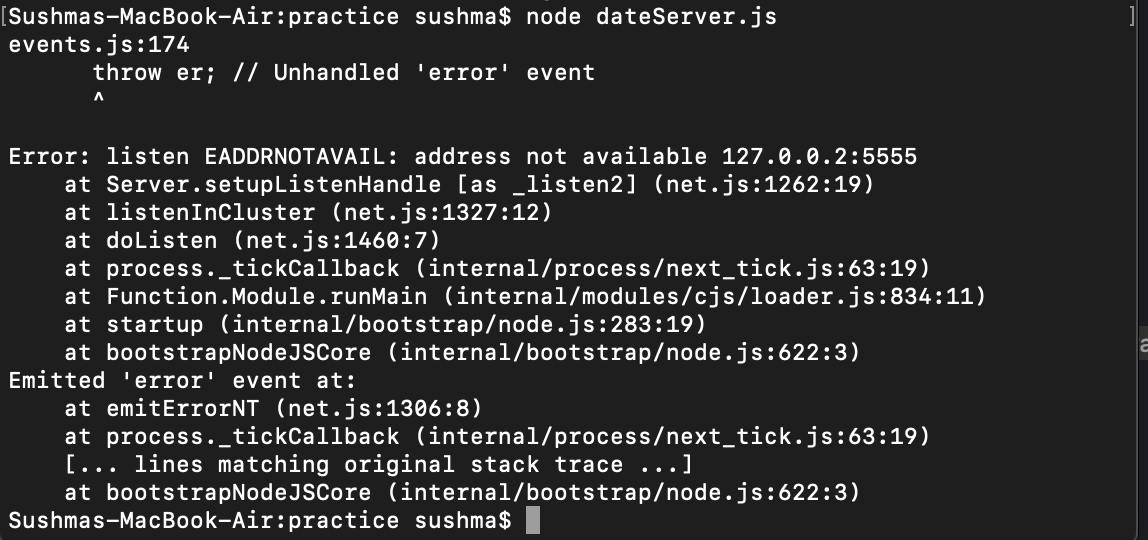 [Sushmas-MacBook-Air:practice sushma$ node dateServer.js ]
events.js:174
      throw er; // Unhandled 'error' event
      ^

Error: listen EADDRNOTAVAIL: address not available 127.0.0.2:5555
    at Server.setupListenHandle [as _listen2] (net.js:1262:19)
    at listenInCluster (net.js:1327:12)
    at doListen (net.js:1460:7)
    at process._tickCallback (internal/process/next_tick.js:63:19)
    at Function.Module.runMain (internal/modules/cjs/loader.js:834:11)
    at startup (internal/bootstrap/node.js:283:19)
    at bootstrapNodeJSCore (internal/bootstrap/node.js:622:3)
Emitted 'error' event at:
    at emitErrorNT (net.js:1306:8)
    at process._tickCallback (internal/process/next_tick.js:63:19)
    [... lines matching original stack trace ...]
    at bootstrapNodeJSCore (internal/bootstrap/node.js:622:3)
Sushmas-MacBook-Air:practice sushma$